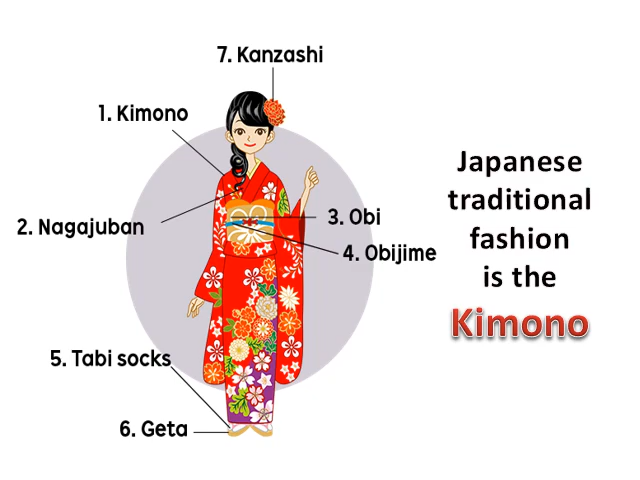 7. Kanzashi
1. Kimono
2. Nagajuban
3. Obi
4. Obijime
5. Tabi socks
6. Geta
Japanese
traditional
fashion
is the
Kimono